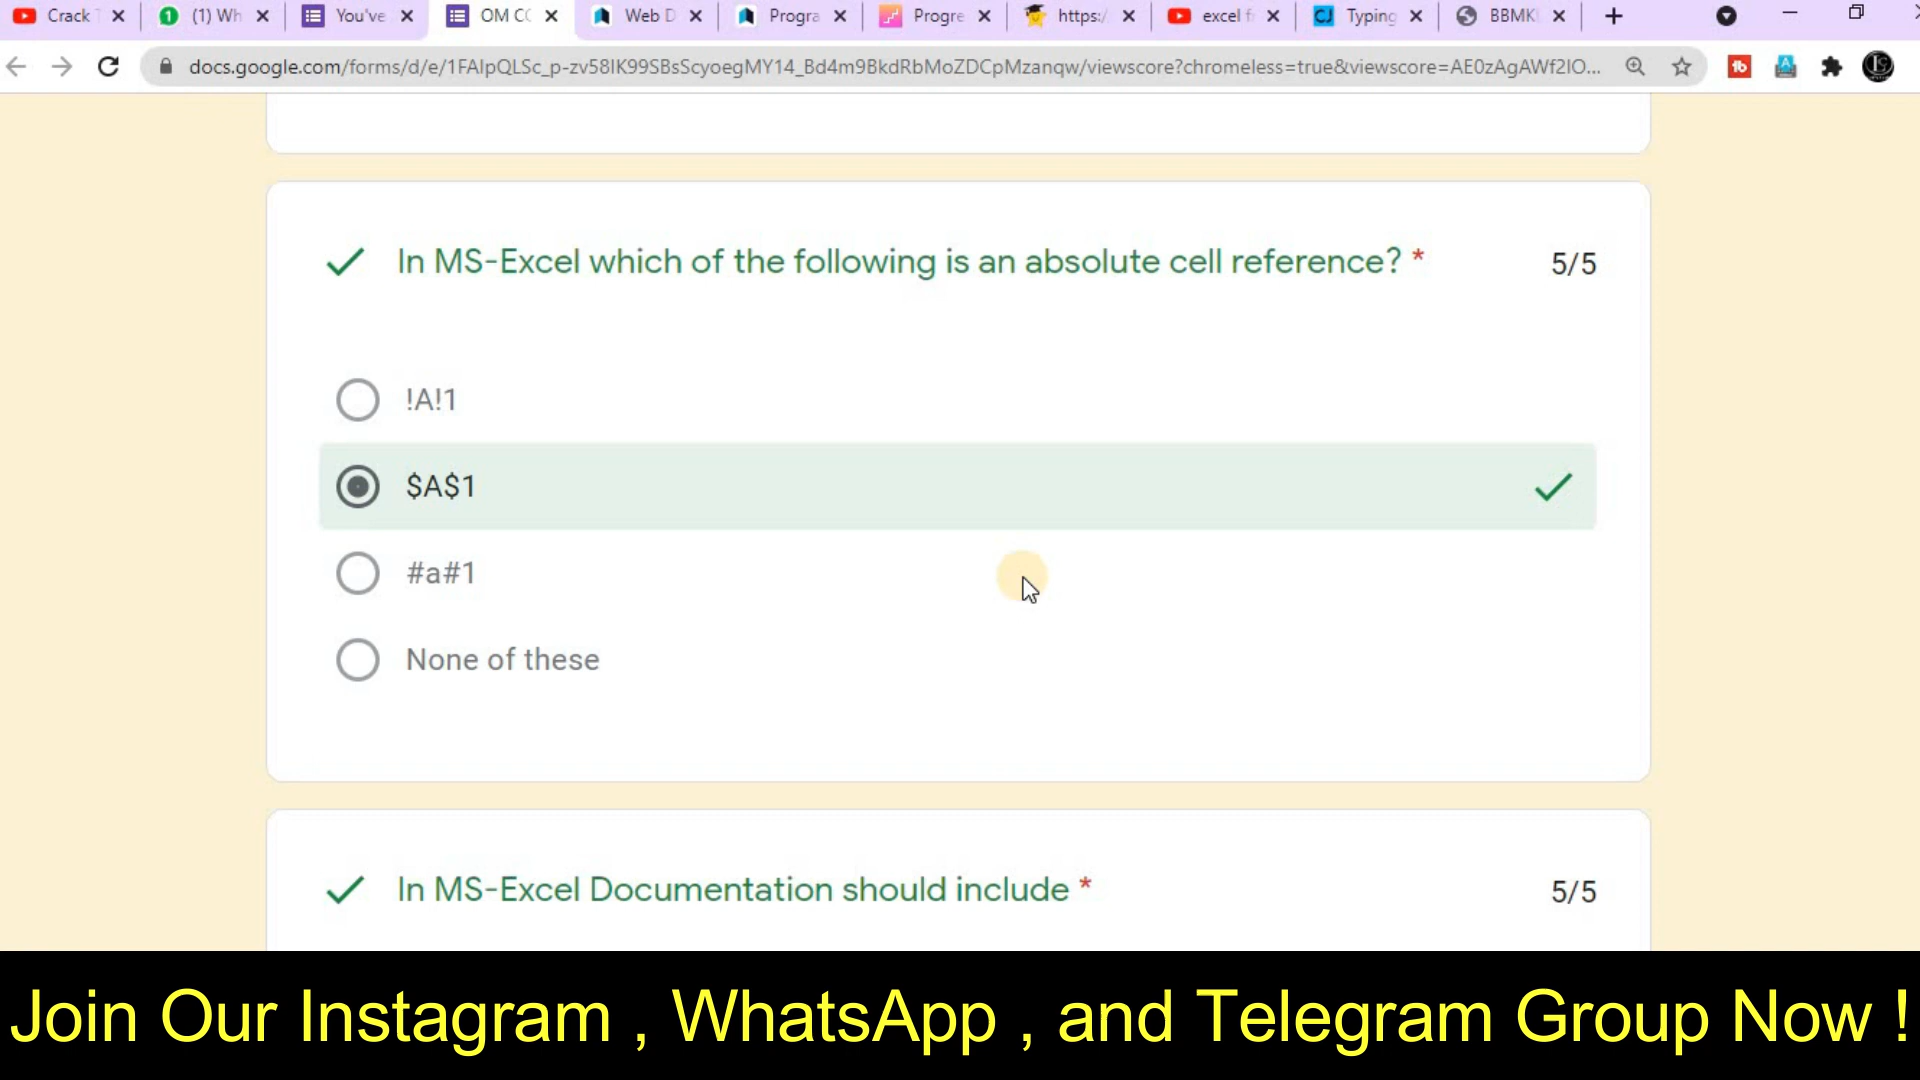 Crack T
(1) Wh
You've
OM CO
Web D
Progra
Progre
https:/
excel f
Typing
BBMK
docs.google.com/forms/d/e/1FAIpQLSc_p-zv58IK99SBsScyoegMY14_Bd4m9BkdRbMoZDCpMzanqw/viewscore?chromeless=true&viewscore=AE0zAgAWf2IO...
In MS-Excel which of the following is an absolute cell reference? *
5/5
!A!1
$A$1
#a#1
None of these
In MS-Excel Documentation should include *
5/5
Join Our Instagram , WhatsApp , and Telegram Group Now !